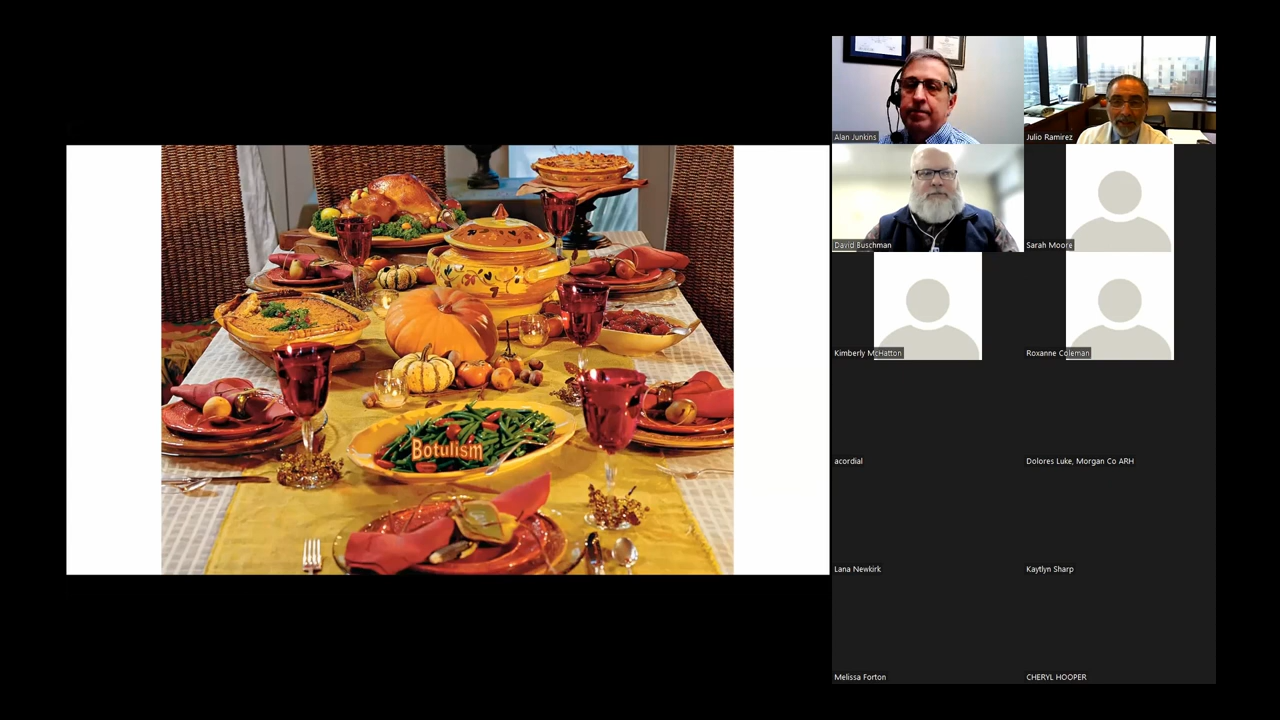 Alan Junkins
Julio Ramirez
David Buschman
Sarah Moore
Kimberly McHatton
Roxanne Coleman
Botulism
acordial
Dolores Luke, Morgan Co ARH
Lana Newkirk
Kaytlyn Sharp
Melissa Forton
CHERYL HOOPER